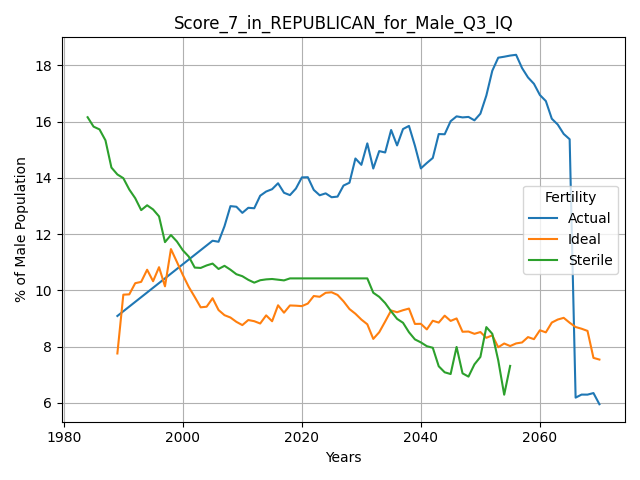 Score_7_in_REPUBLICAN_for_Male_Q3_IQ
% of Male Population
18
16
14
12
10
8
6
Fertility
Actual
Ideal
Sterile
1980
2000
2020
2040
2060
Years